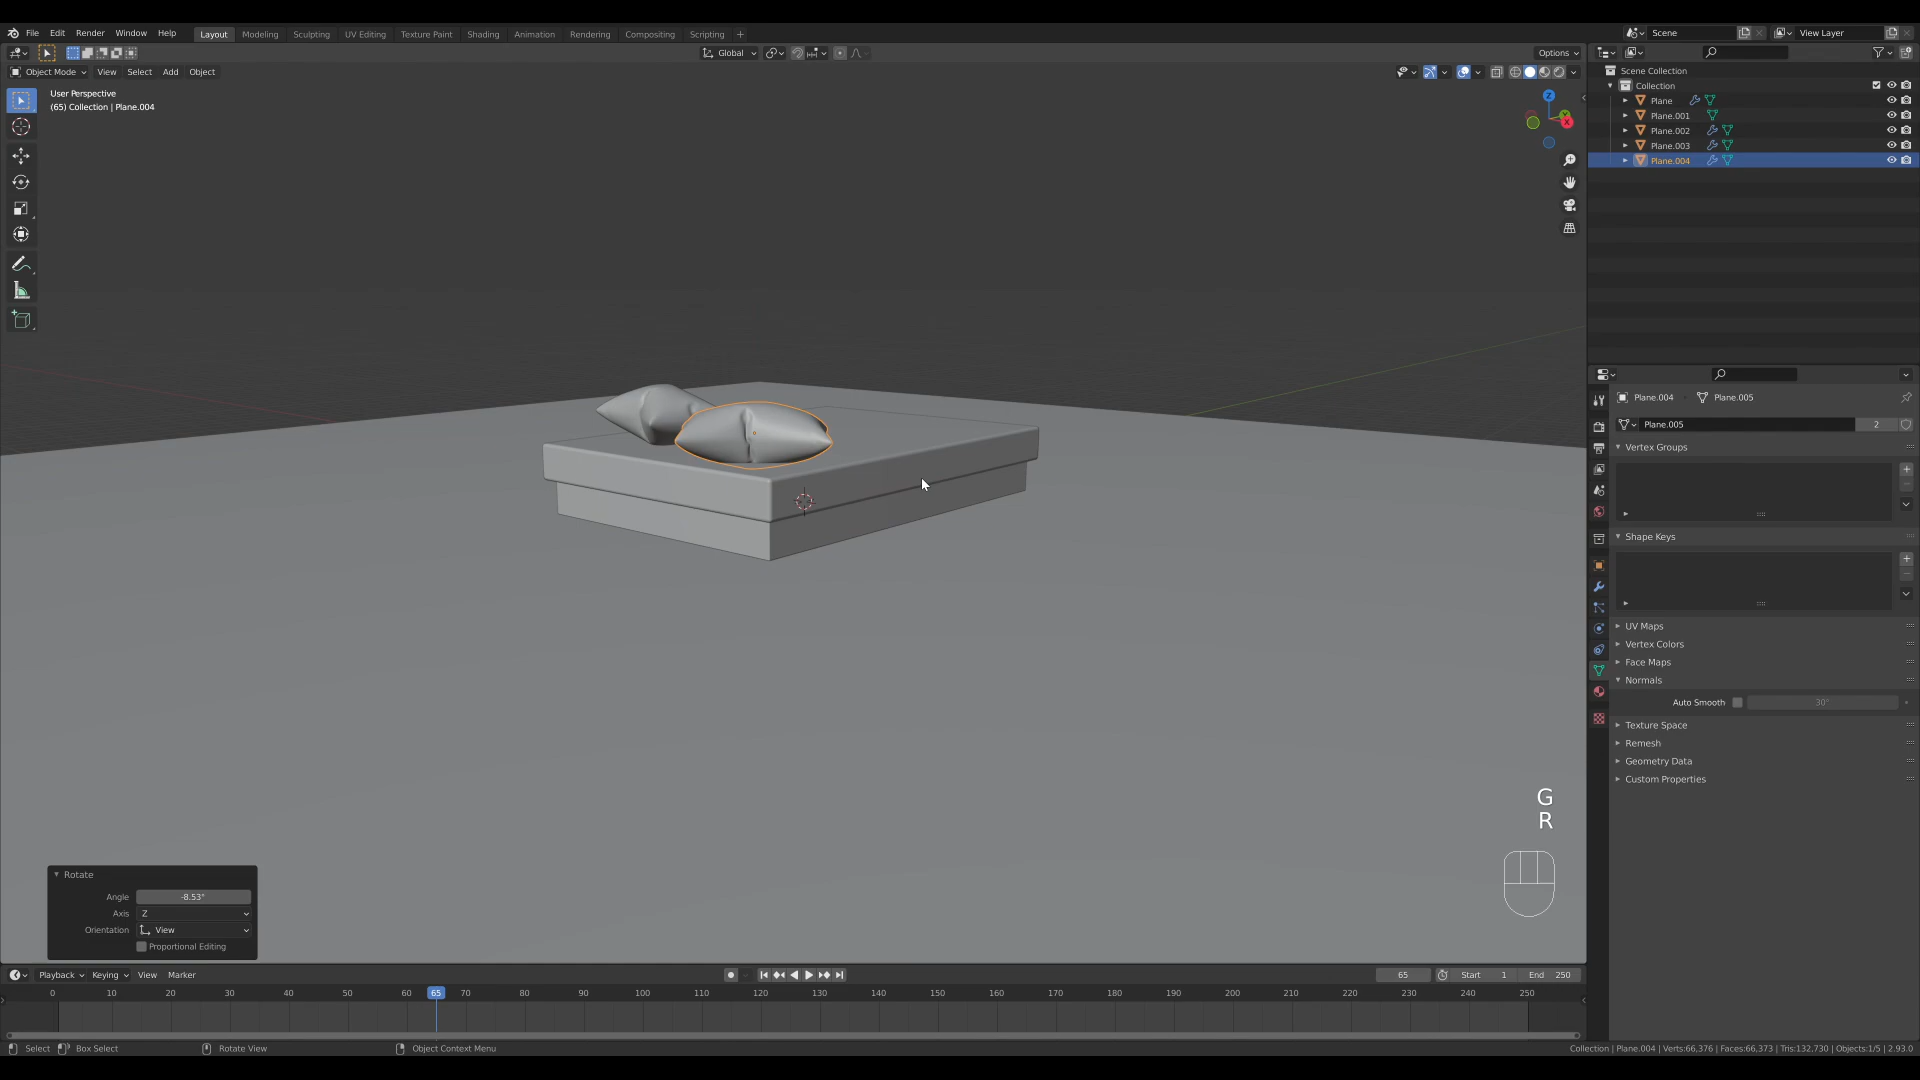 File Edit Render Window Help Layout Modeling Sculpting UV Editing Texture Paint Shading Animation Rendering Compositing Scripting + Scene View Layer
Global Options
Object Mode View Select Add Object
User Perspective
(65) Collection | Plane.004
Z
X
Scene Collection
Collection
Plane
Plane.001
Plane.002
Plane.003
Plane.004
Plane.004 Plane.005
Plane.005 2
Vertex Groups
Shape Keys
UV Maps
Vertex Colors
Face Maps
Normals
Auto Smooth 30°
Texture Space
Remesh
Geometry Data
Custom Properties
G
R
Rotate
Angle -8.53°
Axis Z
Orientation View
Proportional Editing
Playback Keying View Marker 65 Start 1 End 250
0 10 20 30 40 50 60 65 70 80 90 100 110 120 130 140 150 160 170 180 190 200 210 220 230 240 250
Select Box Select Rotate View Object Context Menu Collection | Plane.004 | Verts:66,376 | Faces:66,373 | Tris:132,730 | Objects:1/5 | 2.93.0